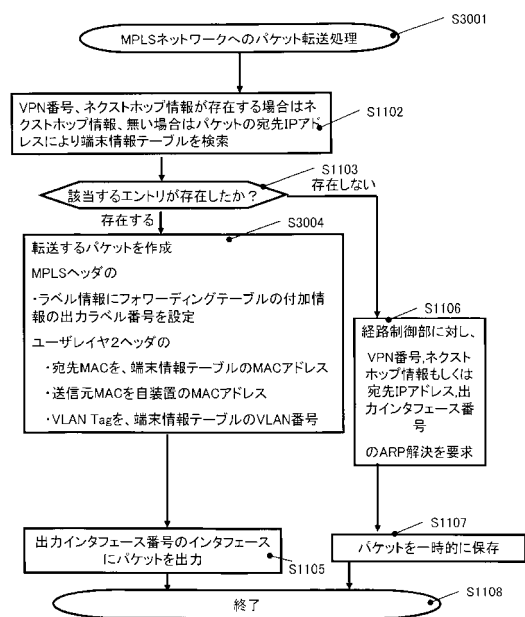 S3001
MPLSネットワークへのパケット転送処理
S1102
VPN番号、ネクストホップ情報が存在する場合はネ
クストホップ情報、無い場合はパケットの宛先IPアド
レスにより端末情報テーブルを検索
S1103
該当するエントリが存在したか？
存在しない
存在する
S3004
転送するパケットを作成
MPLSヘッダの
・ラベル情報にフォワーディングテーブルの付加情
報の出力ラベル番号を設定
ユーザレイヤ2ヘッダの
・宛先MACを、端末情報テーブルのMACアドレス
・送信元MACを自装置のMACアドレス
・VLAN Tagを、端末情報テーブルのVLAN番号
S1106
経路制御部に対し、
VPN番号,ネクスト
ホップ情報もしくは
宛先IPアドレス,出
力インタフェース番
号
のARP解決を要求
出力インタフェース番号のインタフェース
にパケットを出力
S1105
S1107
パケットを一時的に保存
終了
S1108